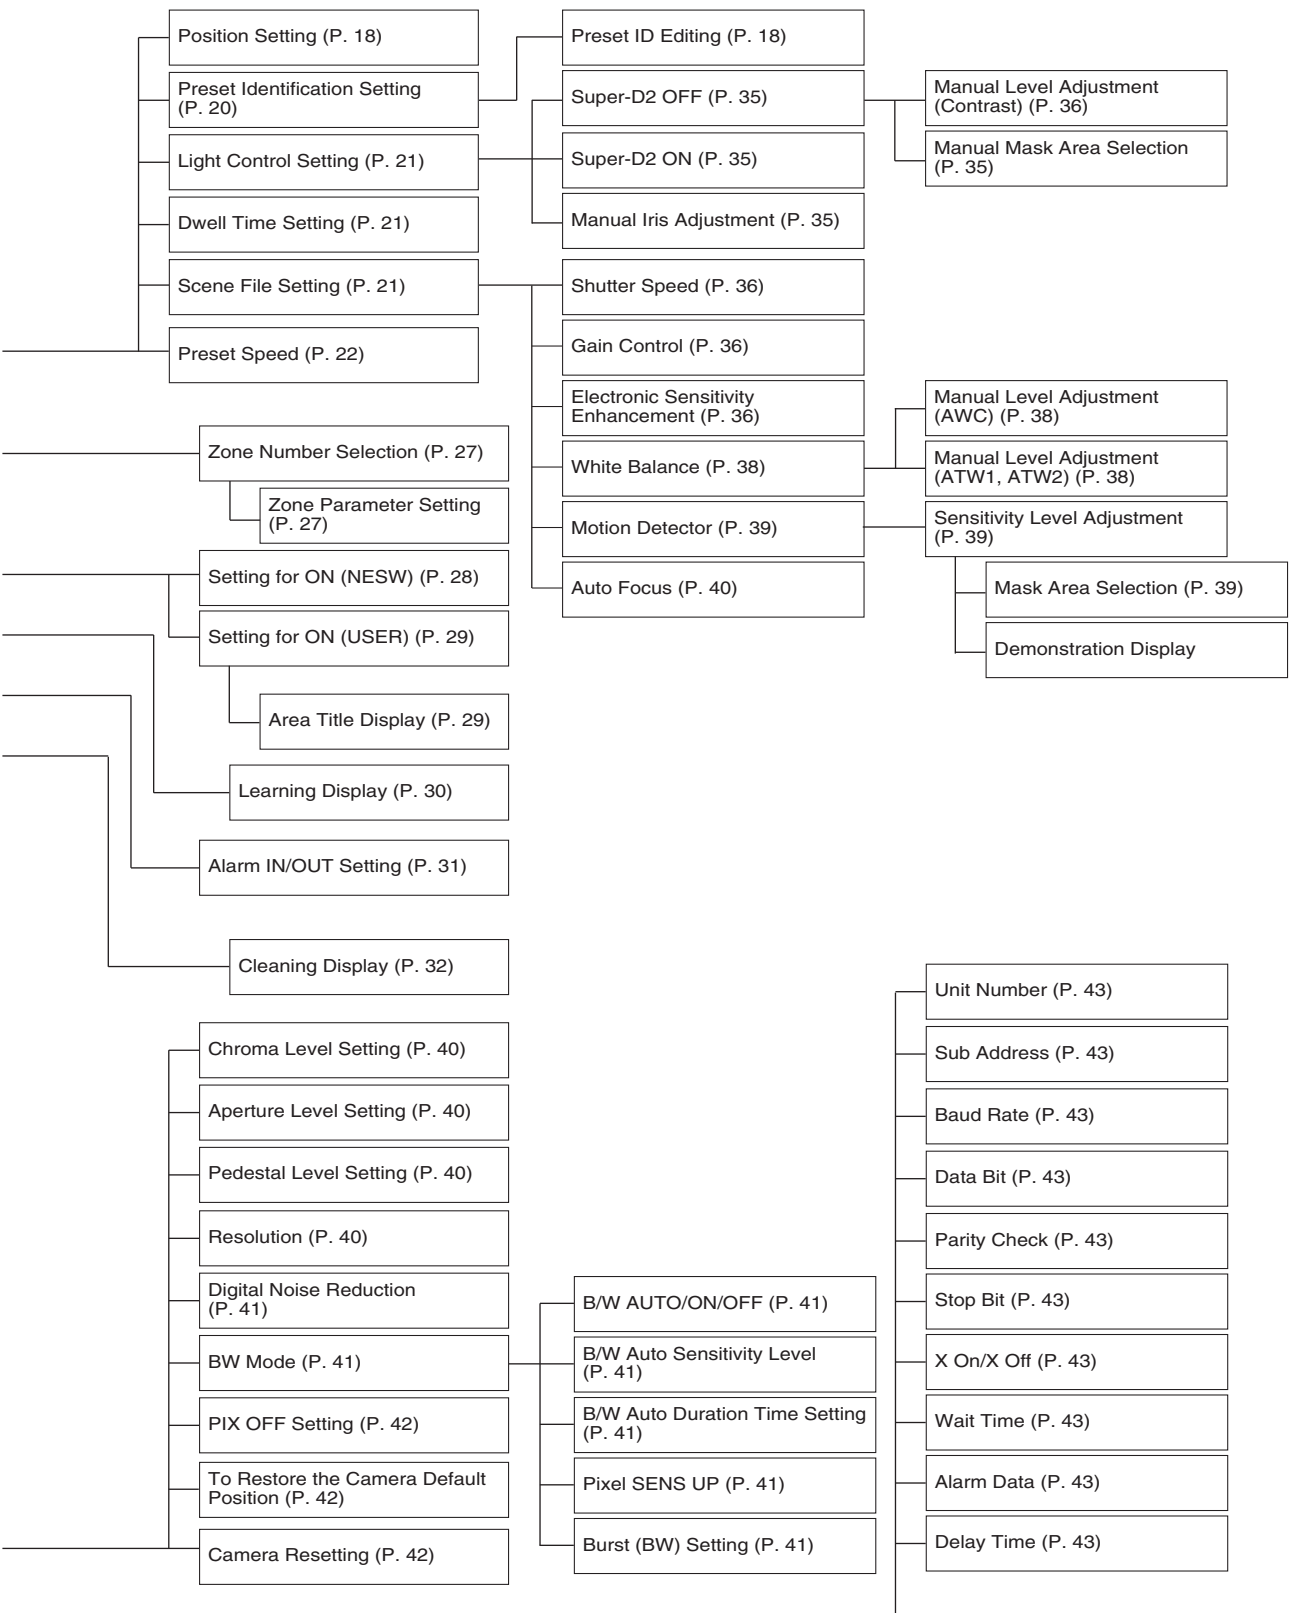 Position Setting (P. 18)
Preset Identification Setting
(P. 20)
Light Control Setting (P. 21)
Dwell Time Setting (P. 21)
Scene File Setting (P. 21)
Preset Speed (P. 22)
Preset ID Editing (P. 18)
Super-D2 OFF (P. 35)
Super-D2 ON (P. 35)
Manual Iris Adjustment (P. 35)
Manual Level Adjustment
(Contrast) (P. 36)
Manual Mask Area Selection
(P. 35)
Shutter Speed (P. 36)
Gain Control (P. 36)
Electronic Sensitivity
Enhancement (P. 36)
White Balance (P. 38)
Motion Detector (P. 39)
Auto Focus (P. 40)
Manual Level Adjustment
(AWC) (P. 38)
Manual Level Adjustment
(ATW1, ATW2) (P. 38)
Sensitivity Level Adjustment
(P. 39)
Mask Area Selection (P. 39)
Demonstration Display
Zone Number Selection (P. 27)
Zone Parameter Setting
(P. 27)
Setting for ON (NESW) (P. 28)
Setting for ON (USER) (P. 29)
Area Title Display (P. 29)
Learning Display (P. 30)
Alarm IN/OUT Setting (P. 31)
Cleaning Display (P. 32)
Chroma Level Setting (P. 40)
Aperture Level Setting (P. 40)
Pedestal Level Setting (P. 40)
Resolution (P. 40)
Digital Noise Reduction
(P. 41)
BW Mode (P. 41)
PIX OFF Setting (P. 42)
To Restore the Camera Default
Position (P. 42)
Camera Resetting (P. 42)
B/W AUTO/ON/OFF (P. 41)
B/W Auto Sensitivity Level
(P. 41)
B/W Auto Duration Time Setting
(P. 41)
Pixel SENS UP (P. 41)
Burst (BW) Setting (P. 41)
Unit Number (P. 43)
Sub Address (P. 43)
Baud Rate (P. 43)
Data Bit (P. 43)
Parity Check (P. 43)
Stop Bit (P. 43)
X On/X Off (P. 43)
Wait Time (P. 43)
Alarm Data (P. 43)
Delay Time (P. 43)